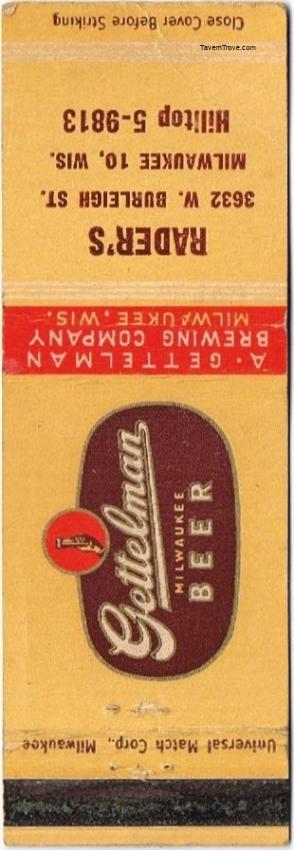 TavernTrove.com
Close Cover Before Striking
RADER'S
3632 W. BURLEIGH ST.
MILWAUKEE 10, WIS.
Hilltop 5-9813
A·GETTELMAN
BREWING COMPANY
MILWAUKEE, WIS.
Gettelman
MILWAUKEE
BEER
Universal Match Corp., Milwaukee